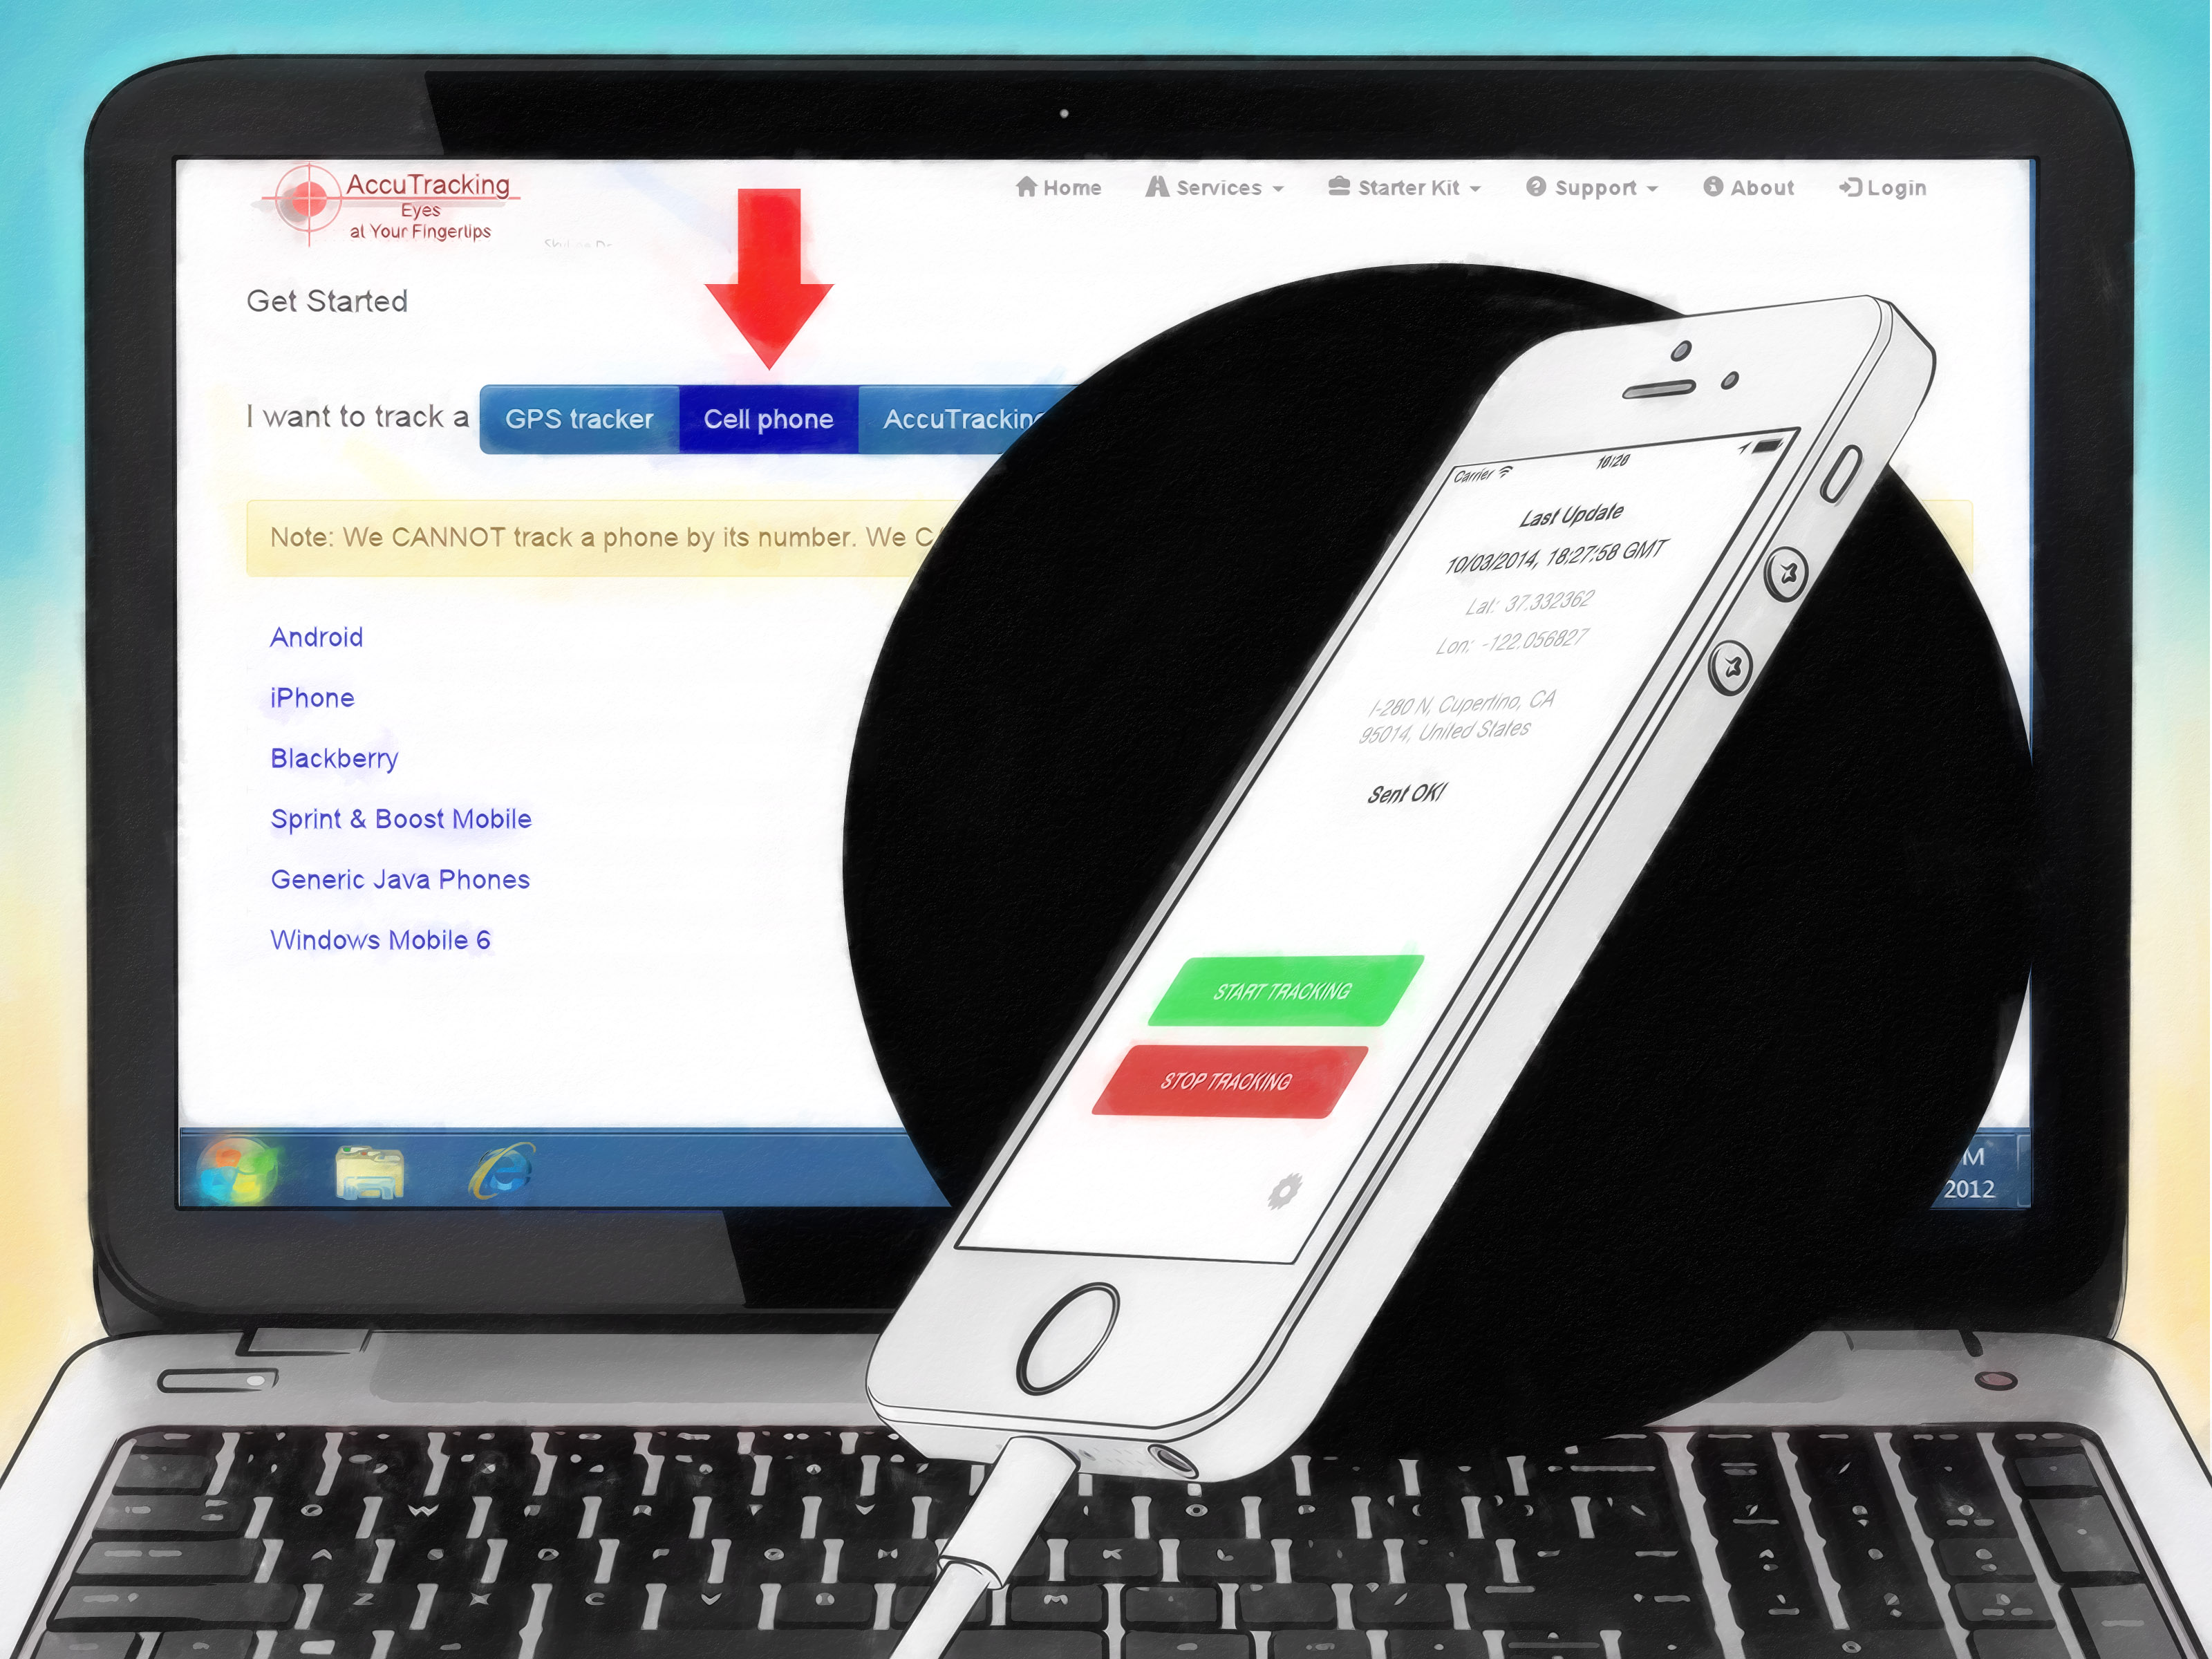 AccuTracking
Eyes
at Your Fingertips
Home
Services
Starter Kit
Support
About
Login
Get Started
I want to track a
GPS tracker
Cell phone
AccuTracking
Note: We CANNOT track a phone by its number. We
Android
iPhone
Blackberry
Sprint & Boost Mobile
Generic Java Phones
Windows Mobile 6
M
2012
Carrier
18:28
Last Update
10/03/2014, 18:27:58 GMT
Lat: 37.332362
Lon: -122.056827
I-280 N, Cupertino, CA
95014, United States
Sent OK!
START TRACKING
STOP TRACKING